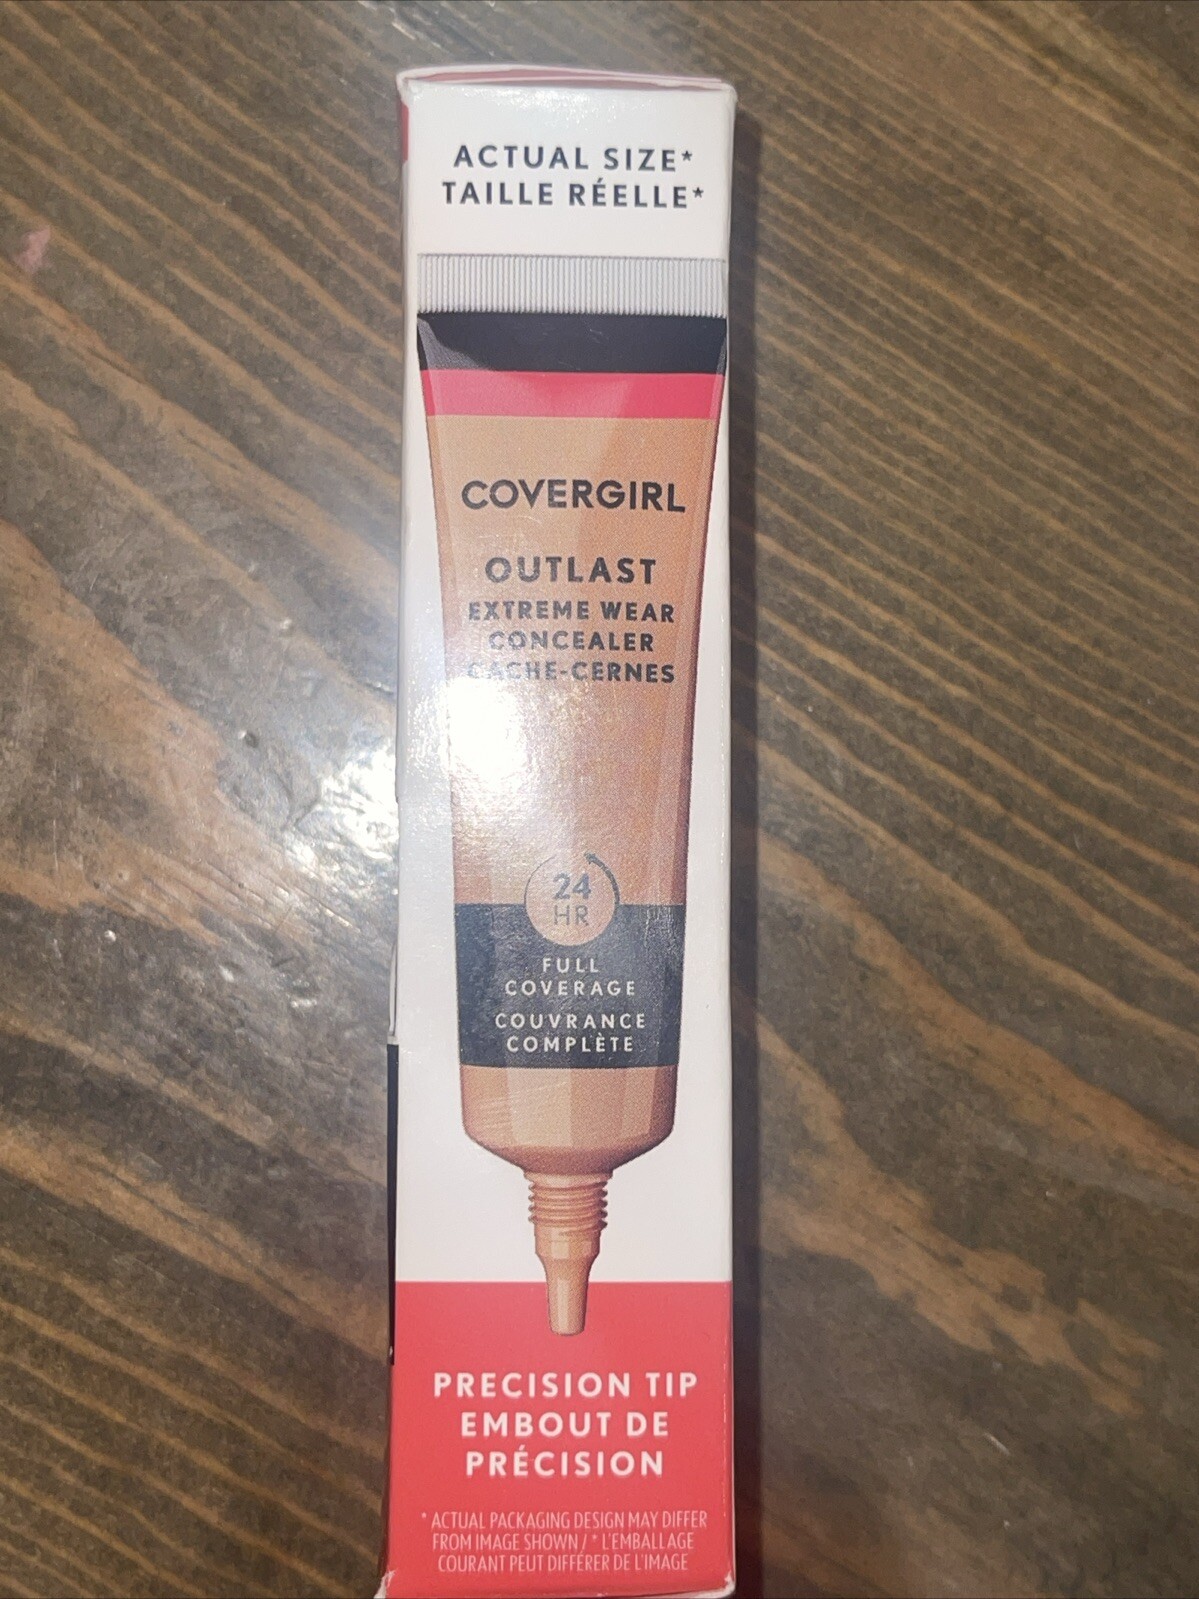 ACTUAL SIZE*
TAILLE RÉELLE*
COVERGIRL
OUTLAST
EXTREME WEAR
CONCEALER
CACHE-CERNES
24
HR
FULL
COVERAGE
COUVRANCE
COMPLÈTE
PRECISION TIP
EMBOUT DE
PRÉCISION
* ACTUAL PACKAGING DESIGN MAY DIFFER
FROM IMAGE SHOWN / * L'EMBALLAGE
COURANT PEUT DIFFÉRER DE L'IMAGE